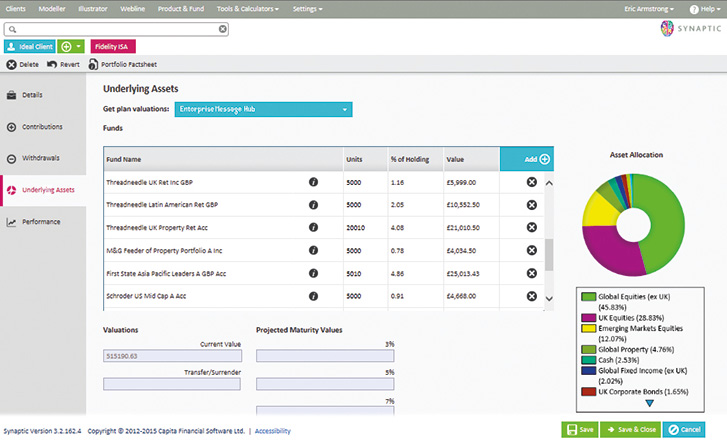 Clients Modeller Illustrator Webline Product & Fund Tools & Calculators Settings Eric Armstrong Help
SYNAPTIC
Ideal Client Fidelity ISA
Delete Revert Portfolio Factsheet
Details
Contributions
Withdrawals
Underlying Assets
Performance
Underlying Assets
Get plan valuations: EnterpriseMessage Hub
Funds
Fund Name Units % of Holding Value Add
Threadneedle UK Ret Inc GBP 5000 1.16 £5,999.00
Threadneedle Latin American Ret GBP 5000 2.05 £10,552.50
Threadneedle UK Property Ret Acc 20010 4.08 £21,010.50
M&G Feeder of Property Portfolio A Inc 5000 0.78 £4,034.50
First State Asia Pacific Leaders A GBP Acc 5010 4.86 £25,013.43
Schroder US Mid Cap A Acc 5000 0.91 £4,668.00
Valuations
Current Value
515190.63
Transfer/Surrender
Projected Maturity Values
3%
5%
7%
Asset Allocation
Global Equities (ex UK)
(45.83%)
UK Equities (28.83%)
Emerging Markets Equities
(12.07%)
Global Property (4.76%)
Cash (2.53%)
Global Fixed Income (ex UK)
(2.02%)
UK Corporate Bonds (1.65%)
Synaptic Version 3.2.162.4 Copyright © 2012-2015 Capita Financial Software Ltd. | Accessibility
Save Save & Close Cancel